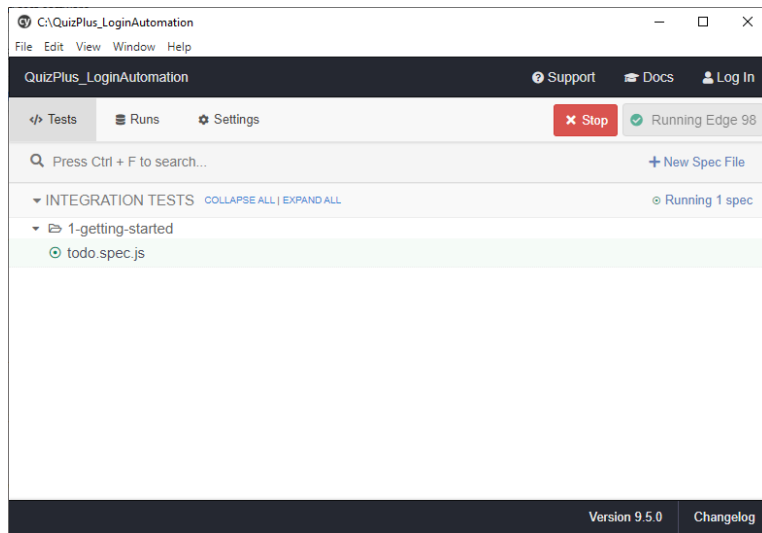 cy C:\QuizPlus_LoginAutomation
File Edit View Window Help
QuizPlus_LoginAutomation Support Docs Log In
</> Tests Runs Settings Stop Running Edge 98
Press Ctrl + F to search... New Spec File
INTEGRATION TESTS COLLAPSE ALL | EXPAND ALL Running 1 spec
1-getting-started
todo.spec.js
Version 9.5.0 Changelog